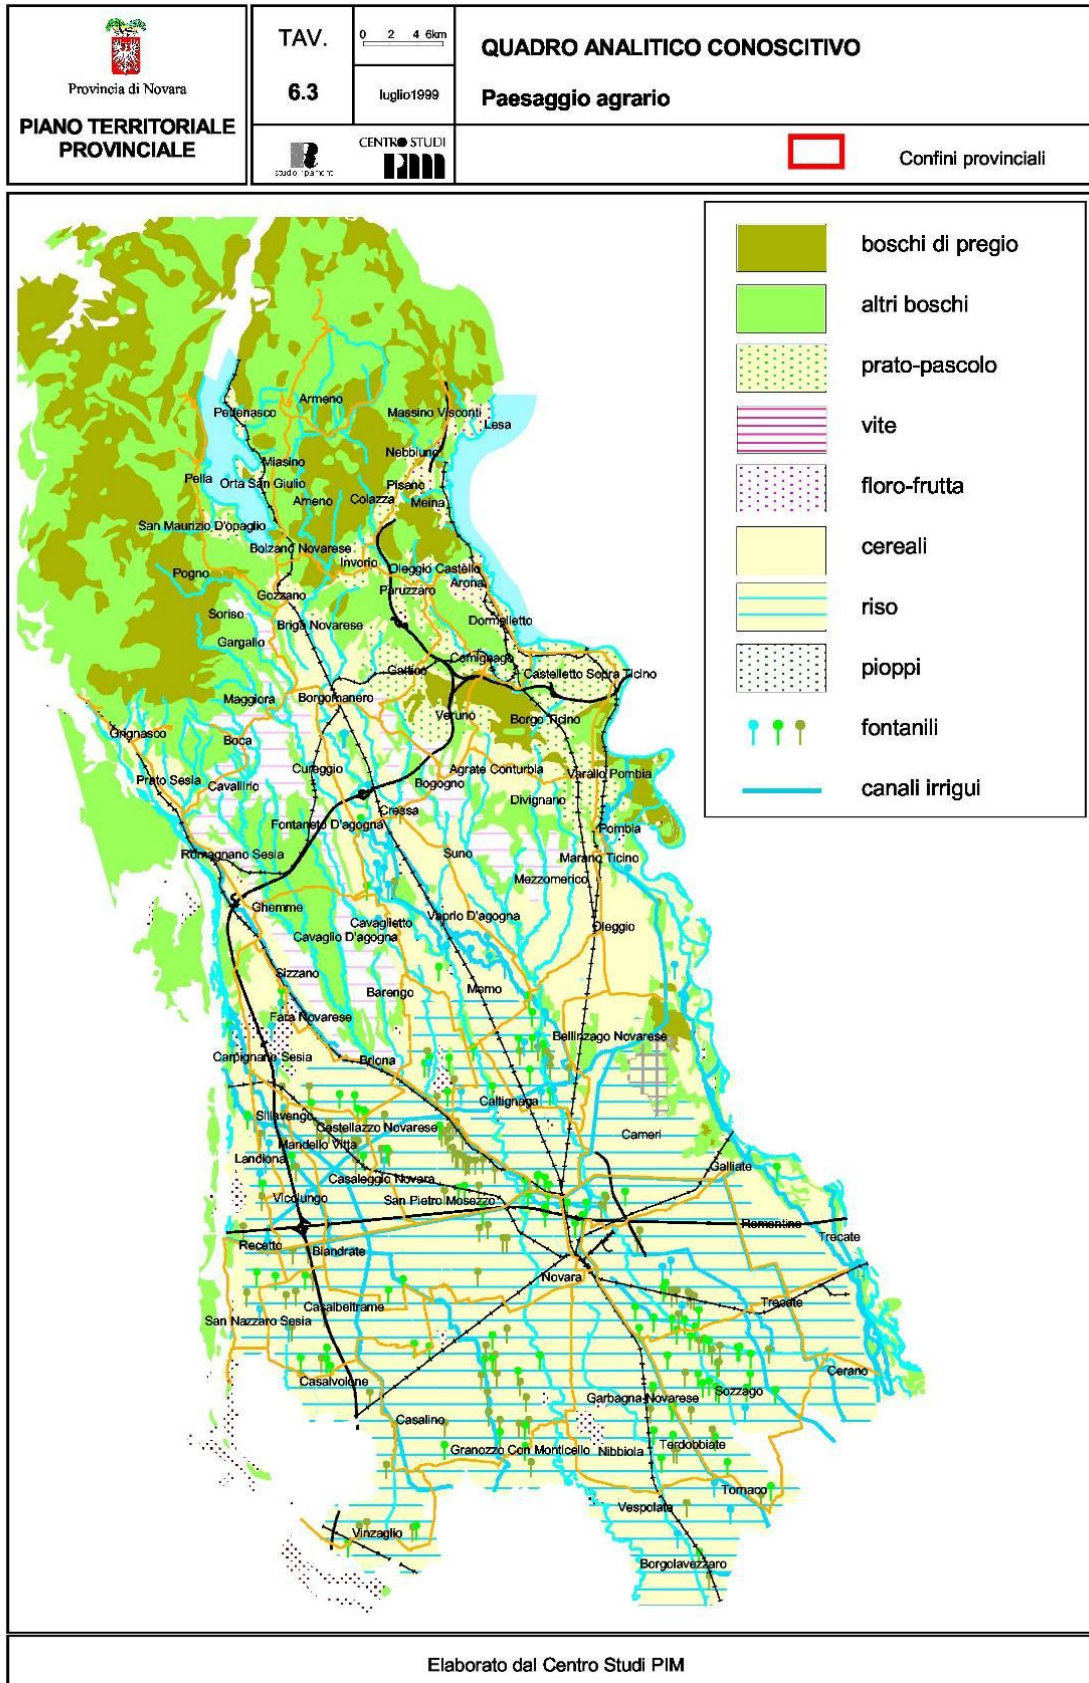 Provincia di Novara
PIANO TERRITORIALE
PROVINCIALE
TAV.
6.3
0 2 4 6km
luglio1999
CENTRO STUDI
PIM
QUADRO ANALITICO CONOSCITIVO
Paesaggio agrario
Confini provinciali
boschi di pregio
altri boschi
prato-pascolo
vite
floro-frutta
cereali
riso
pioppi
fontanili
canali irrigui
Armeno
Pettenasco
Massino Visconti
Lesa
Nebbiuno
Miasino
Pella
Orta San Giulio
Pisano
Ameno
Colazza
Meina
San Maurizio D'opaglio
Bolzano Novarese
Invorio
Oleggio Castello
Pogno
Arona
Gozzano
Paruzzaro
Soriso
Briga Novarese
Dormelletto
Gargallo
Comignago
Gattico
Castelletto Sopra Ticino
Maggiora
Borgomanero
Veruno
Borgo Ticino
Grignasco
Boca
Prato Sesia
Cureggio
Agrate Conturbia
Varallo Pombia
Cavallirio
Bogogno
Divignano
Cressa
Fontaneto D'agogna
Pombia
Romagnano Sesia
Suno
Marano Ticino
Mezzomerico
Ghemme
Cavaglietto
Vaprio D'agogna
Oleggio
Cavaglio D'agogna
Sizzano
Barengo
Momo
Fara Novarese
Bellinzago Novarese
Carpignano Sesia
Briona
Caltignaga
Sillavengo
Castellazzo Novarese
Cameri
Mandello Vitta
Landiona
Galliate
Casaleggio Novara
Vicolungo
San Pietro Mosezzo
Romentino
Recetto
Biandrate
Trecate
Novara
Casalbeltrame
Trecate
San Nazzaro Sesia
Casalvolone
Cerano
Sozzago
Garbagna Novarese
Casalino
Granozzo Con Monticello
Nibbiola
Terdobbiate
Tornaco
Vespolate
Vinzaglio
Borgolavezzaro
Elaborato dal Centro Studi PIM